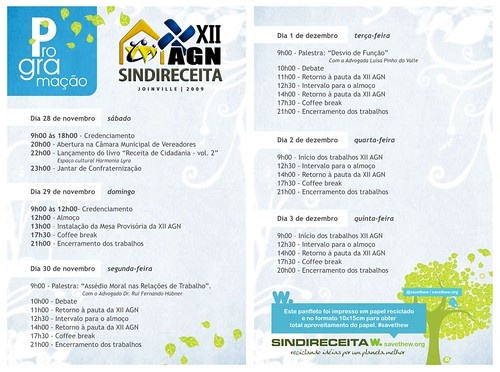 Programação
XII
AGN
SINDIRECEITA
JOINVILLE | 2009
Dia 28 de novembro sábado
9h00 às 18h00 - Credenciamento
20h00 - Abertura na Câmara Municipal de Vereadores
22h00 - Lançamento do livro “Receita de Cidadania - vol. 2”
Espaço cultural Harmonia Lyra
23h00 - Jantar de Confraternização
Dia 29 de novembro domingo
9h00 às 12h00- Credenciamento
12h00 - Almoço
13h00 - Instalação da Mesa Provisória da XII AGN
17h30 - Coffee break
21h00 - Encerramento dos trabalhos
Dia 30 de novembro segunda-feira
9h00 - Palestra: “Assédio Moral nas Relações de Trabalho”.
Com o Advogado Dr. Rui Fernando Hübner
10h00 - Debate
11h00 - Retorno à pauta da XII AGN
12h30 - Intervalo para o almoço
14h00 - Retorno à pauta da XII AGN
17h30 - Coffee break
21h00 - Encerramento dos trabalhos
Dia 1 de dezembro terça-feira
9h00 - Palestra: “Desvio de Função”
Com a Advogada Luísa Pinho do Valle
10h00 - Debate
11h00 - Retorno à pauta da XII AGN
12h30 - Intervalo para o almoço
14h00 - Retorno à pauta da XII AGN
17h30 - Coffee break
21h00 - Encerramento dos trabalhos
Dia 2 de dezembro quarta-feira
9h00 - Início dos trabalhos XII AGN
12h30 - Intervalo para o almoço
14h00 - Retorno à pauta da XII AGN
17h30 - Coffee break
21h00 - Encerramento dos trabalhos
Dia 3 de dezembro quinta-feira
9h00 - Início dos trabalhos XII AGN
12h30 - Intervalo para o almoço
14h00 - Retorno à pauta da XII AGN
17h30 - Coffee break
20h00 - Encerramento dos trabalhos
@savethew | savethew.org
W.
Este panfleto foi impresso em papel reciclado
e no formato 10x15cm para obter
total aproveitamento do papel. #savethew
SINDIRECEITA W. savethew.org
reciclando idéias por um planeta melhor